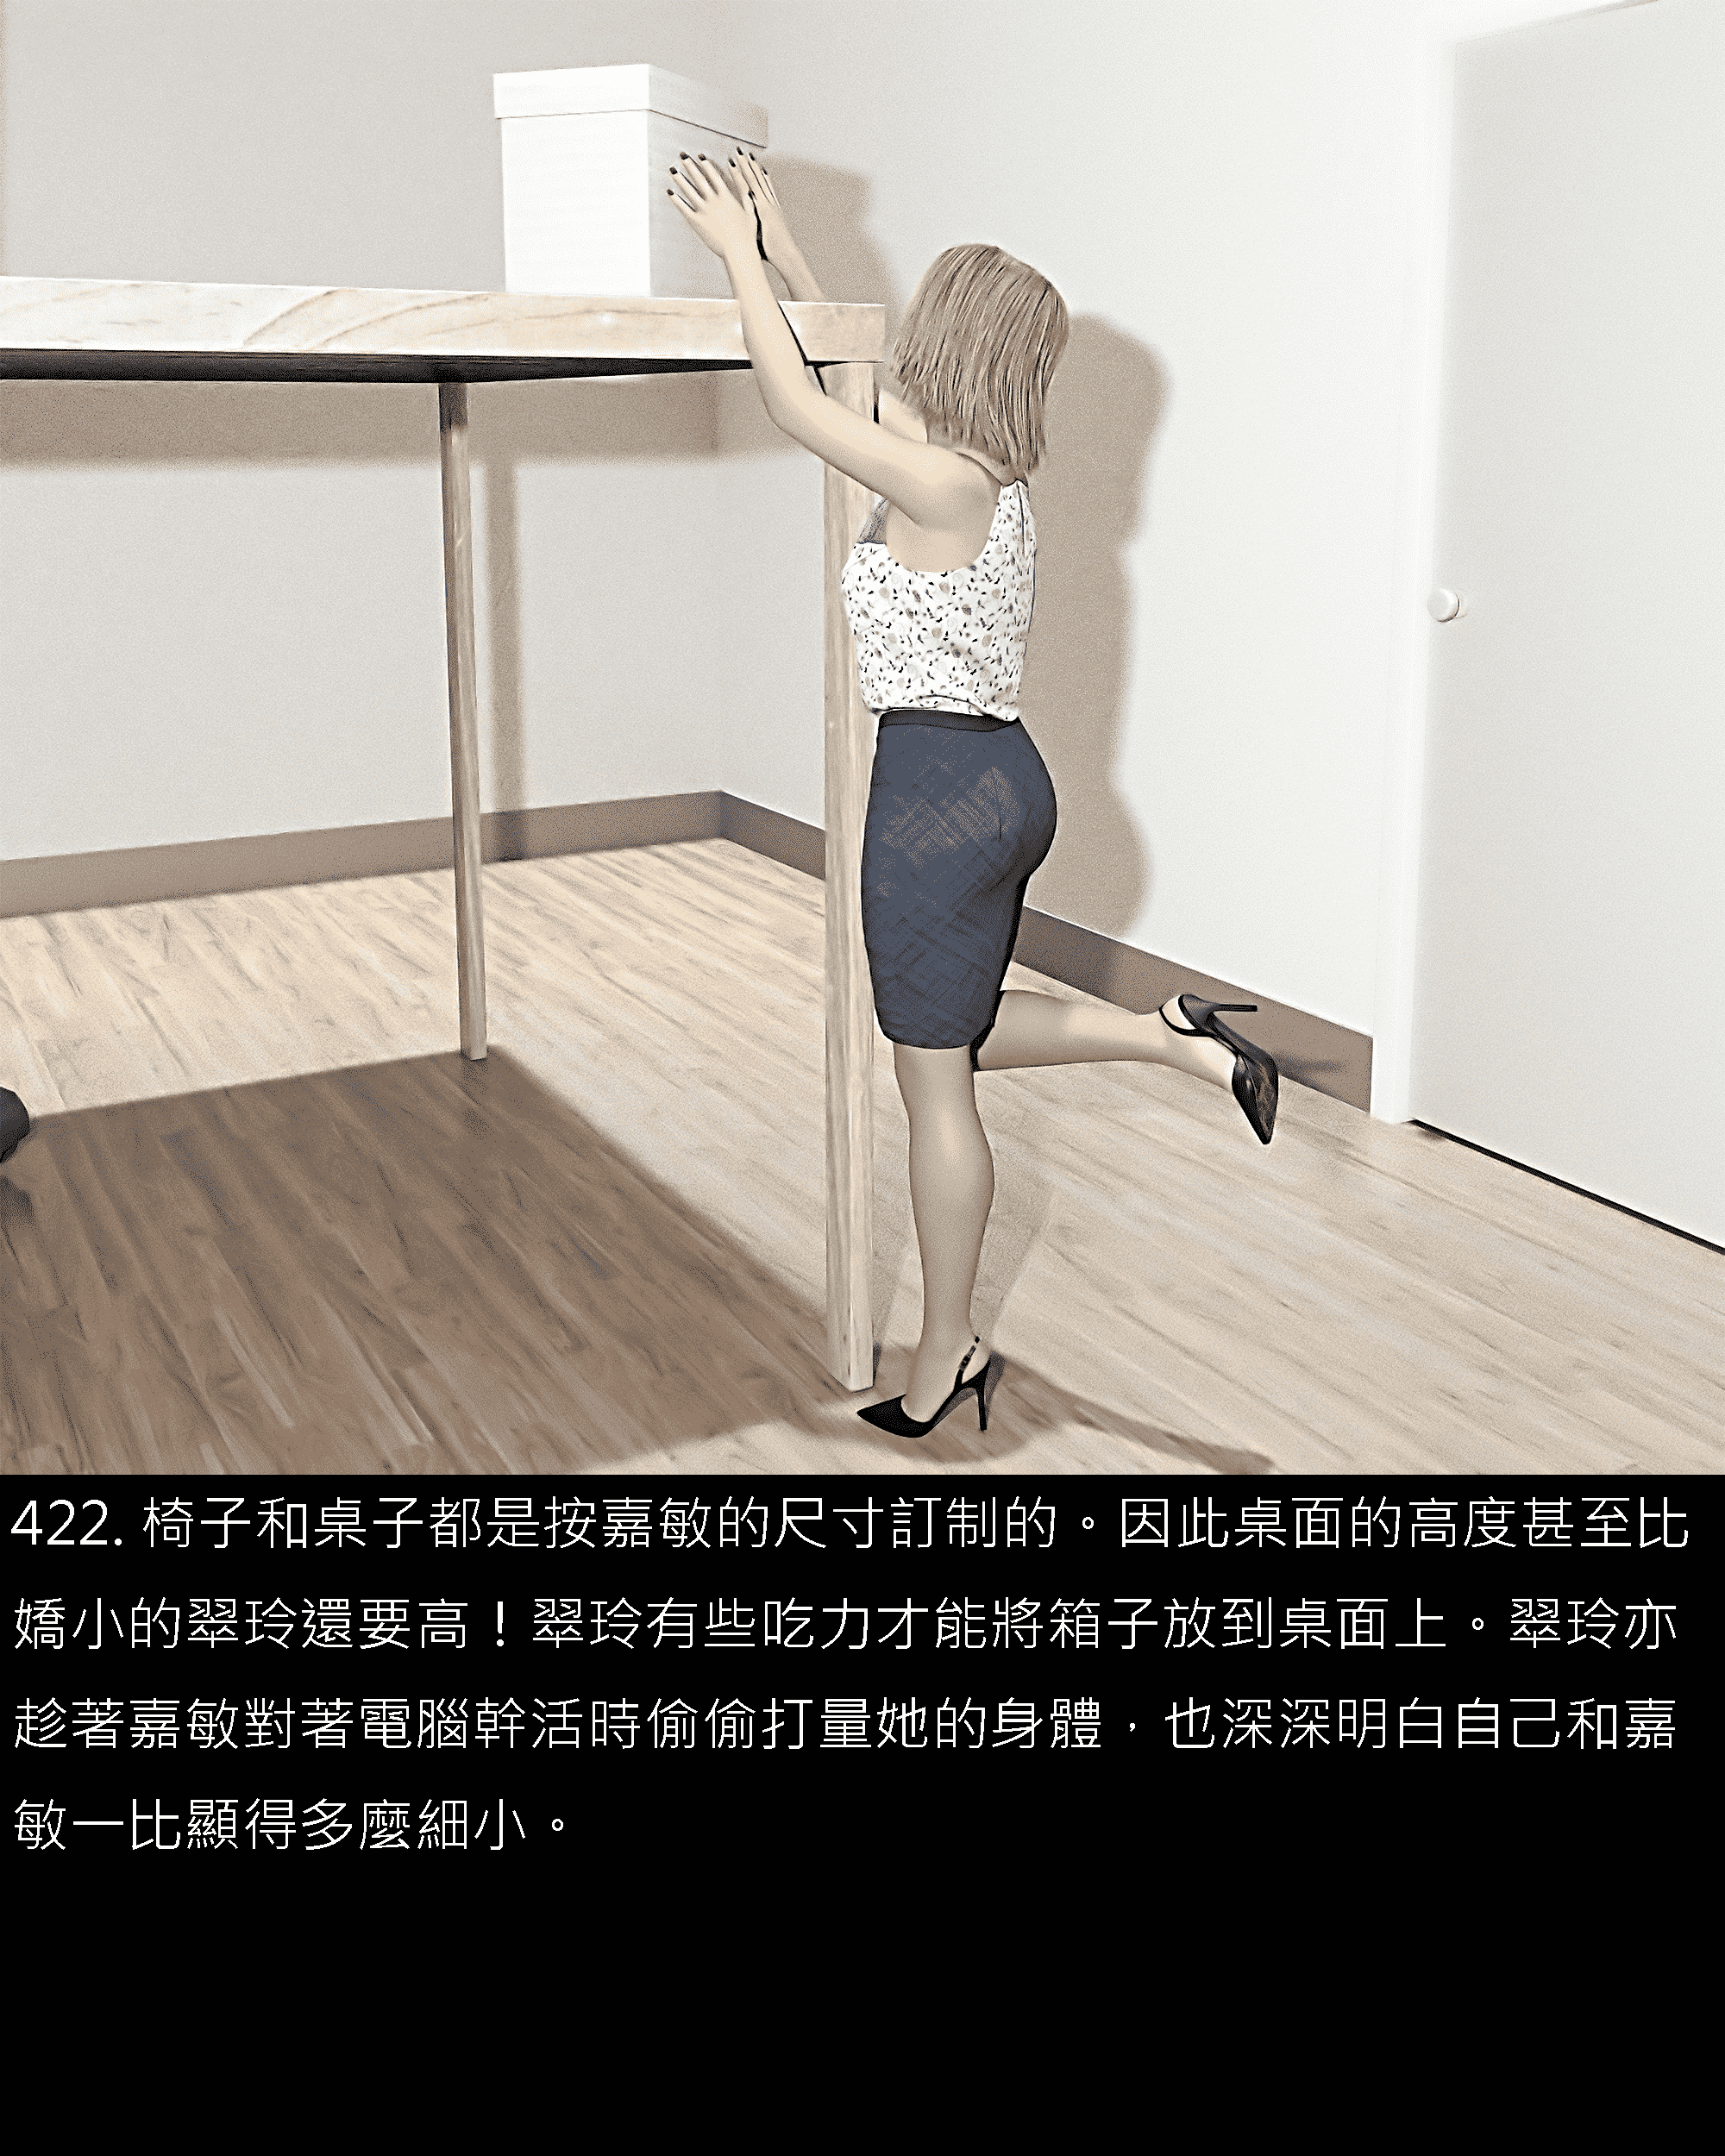 422. 椅子和桌子都是按嘉敏的尺寸訂制的。因此桌面的高度甚至比
嬌小的翠玲還要高！翠玲有些吃力才能將箱子放到桌面上。翠玲亦
趁著嘉敏對著電腦幹活時偷偷打量她的身體，也深深明白自己和嘉
敏一比顯得多麼細小。